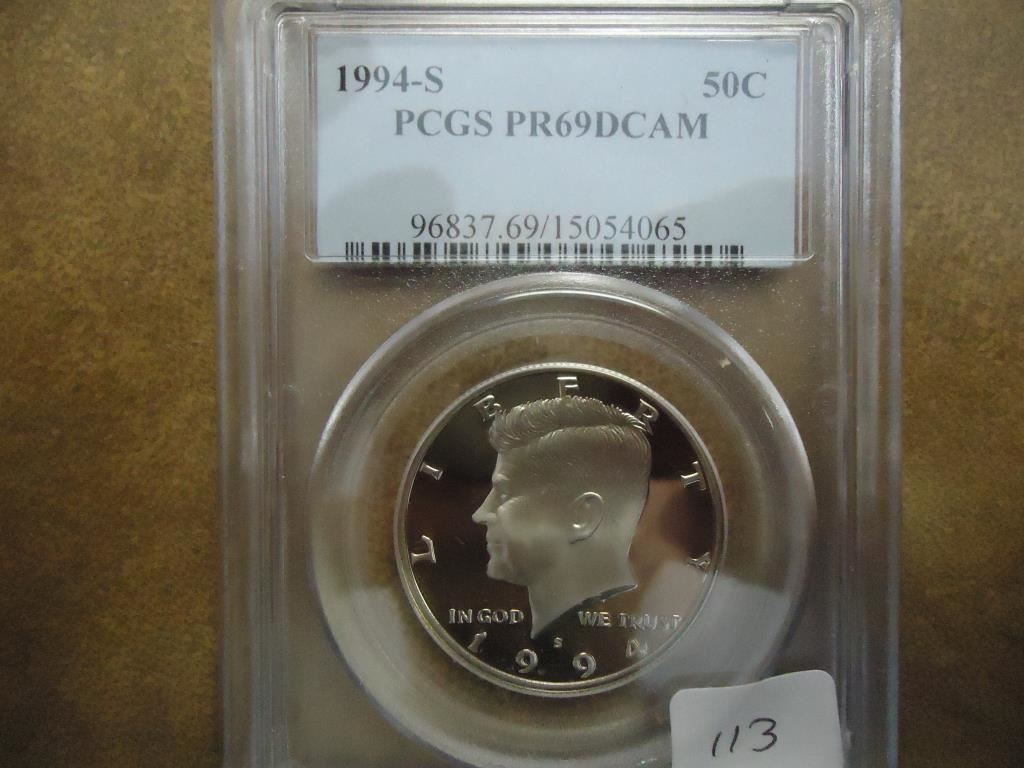 1994-S 50C
PCGS PR69DCAM
96837.69/15054065
LIBERTY
IN GOD WE TRUST
S
1994
113